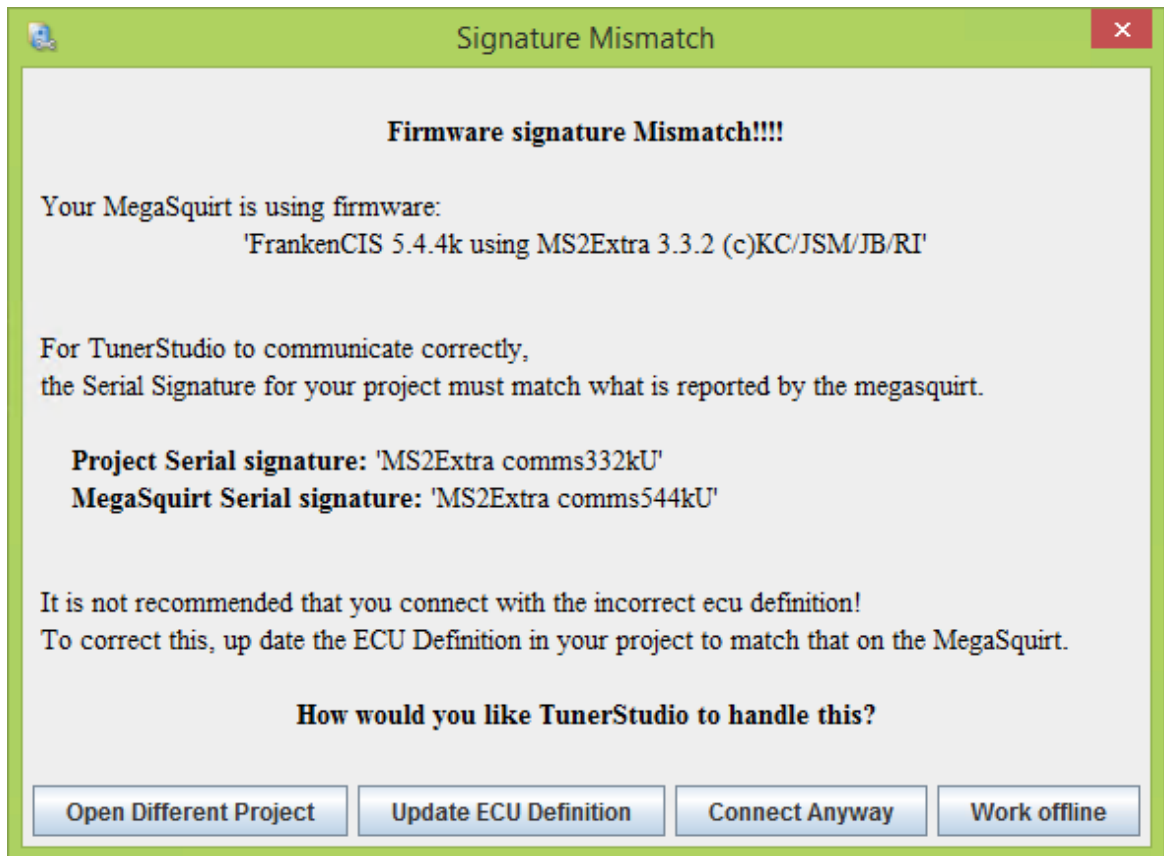 Signature Mismatch
Firmware signature Mismatch!!!!
Your MegaSquirt is using firmware:
'FrankenCIS 5.4.4k using MS2Extra 3.3.2 (c)KC/JSM/JB/RI'
For TunerStudio to communicate correctly,
the Serial Signature for your project must match what is reported by the megasquirt.
Project Serial signature: 'MS2Extra comms332kU'
MegaSquirt Serial signature: 'MS2Extra comms544kU'
It is not recommended that you connect with the incorrect ecu definition!
To correct this, up date the ECU Definition in your project to match that on the MegaSquirt.
How would you like TunerStudio to handle this?
Open Different Project
Update ECU Definition
Connect Anyway
Work offline